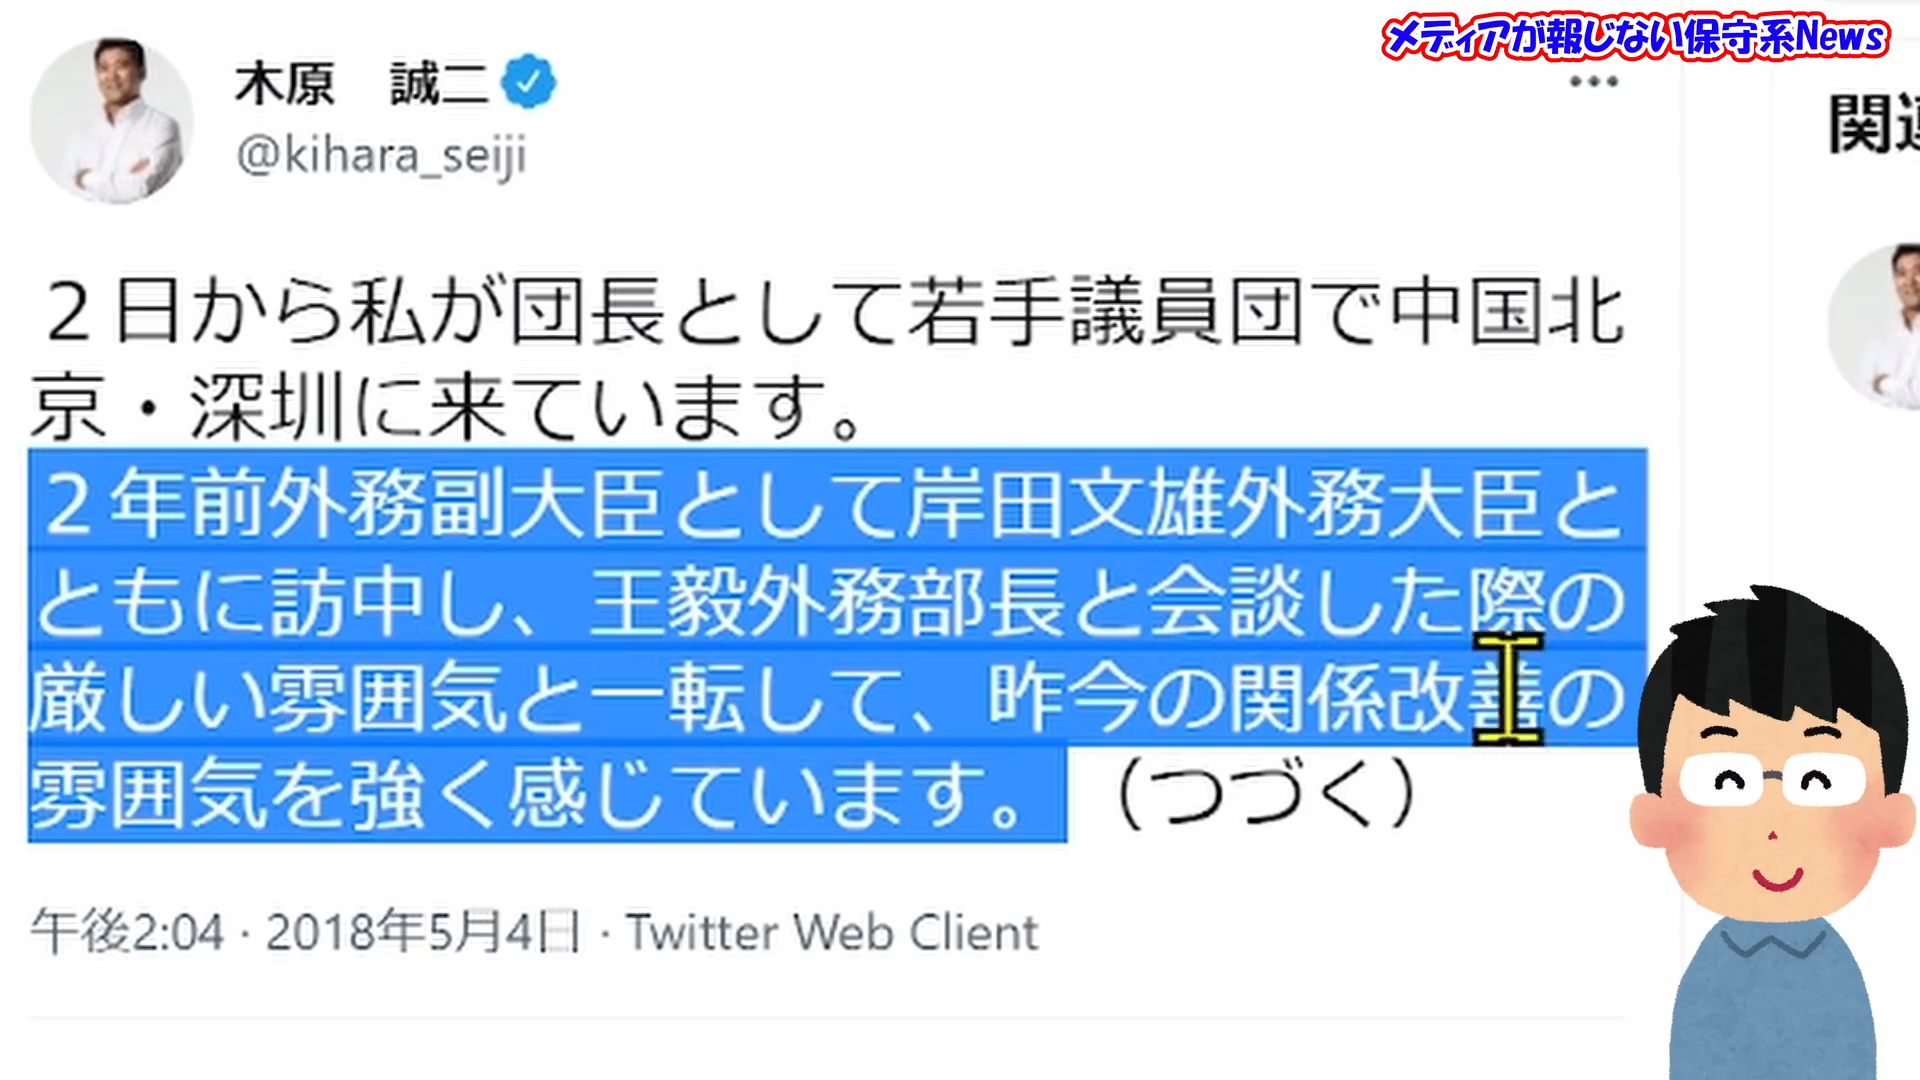 メディアが報じない保守系News
木原　誠二
@kihara_seiji
２日から私が団長として若手議員団で中国北
京・深圳に来ています。
２年前外務副大臣として岸田文雄外務大臣と
ともに訪中し、王毅外務部長と会談した際の
厳しい雰囲気と一転して、昨今の関係改善の
雰囲気を強く感じています。（つづく）
午後2:04 · 2018年5月4日 · Twitter Web Client
関